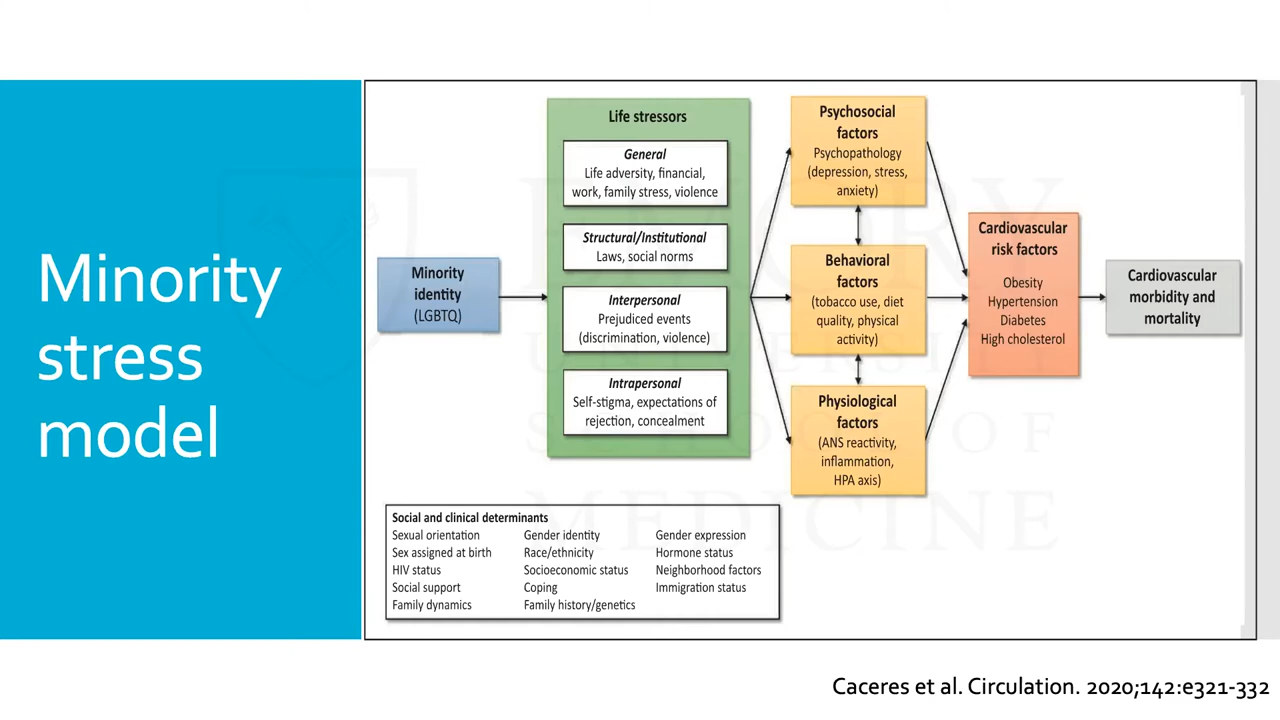 Minority
stress
model
Minority
identity
(LGBTQ)
Life stressors
General
Life adversity, financial,
work, family stress, violence
Structural/Institutional
Laws, social norms
Interpersonal
Prejudiced events
(discrimination, violence)
Intrapersonal
Self-stigma, expectations of
rejection, concealment
Psychosocial
factors
Psychopathology
(depression, stress,
anxiety)
Behavioral
factors
(tobacco use, diet
quality, physical
activity)
Physiological
factors
(ANS reactivity,
inflammation,
HPA axis)
Cardiovascular
risk factors
Obesity
Hypertension
Diabetes
High cholesterol
Cardiovascular
morbidity and
mortality
Social and clinical determinants
Sexual orientation Gender identity Gender expression
Sex assigned at birth Race/ethnicity Hormone status
HIV status Socioeconomic status Neighborhood factors
Social support Coping Immigration status
Family dynamics Family history/genetics
EMORY
UNIVERSITY
SCHOOL OF
MEDICINE
Caceres et al. Circulation. 2020;142:e321-332